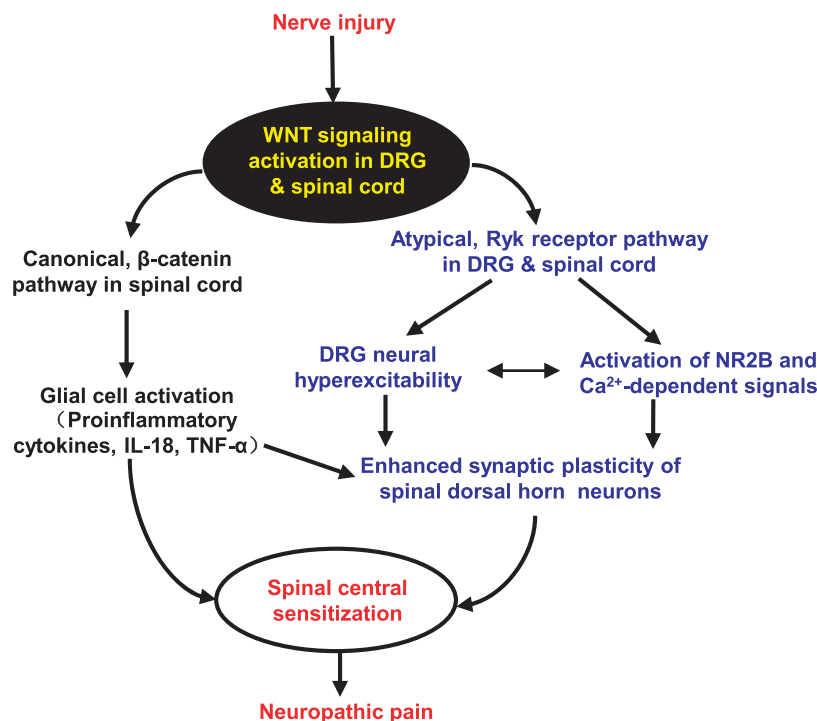 Nerve injury
WNT signaling
activation in DRG
& spinal cord
Canonical, β-catenin
pathway in spinal cord
Atypical, Ryk receptor pathway
in DRG & spinal cord
DRG neural
hyperexcitability
Activation of NR2B and
Ca²⁺-dependent signals
Glial cell activation
（Proinflammatory
cytokines, IL-18, TNF-α）
Enhanced synaptic plasticity of
spinal dorsal horn neurons
Spinal central
sensitization
Neuropathic pain